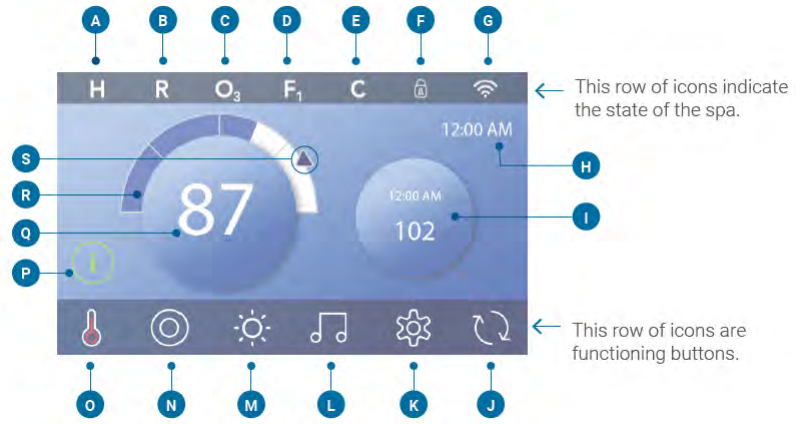 A B C D E F G
H R O₃ F₁ C A
This row of icons indicate
the state of the spa.
12:00 AM
S
H
R
12:00 AM
87
I
102
Q
P
i
This row of icons are
functioning buttons.
O N M L K J